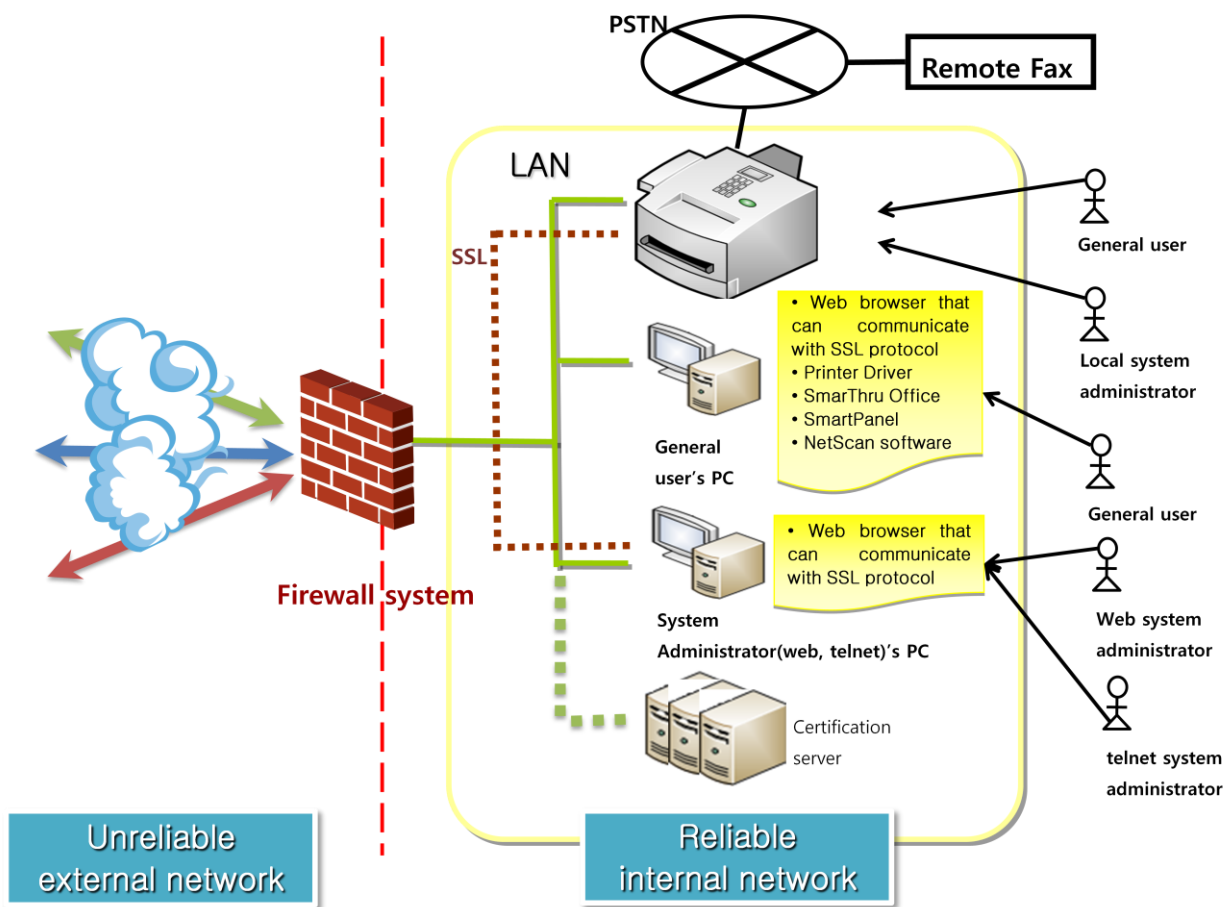 PSTN
Remote Fax
LAN
SSL
General user
• Web browser that
can communicate
with SSL protocol
• Printer Driver
• SmarThru Office
• SmartPanel
• NetScan software
Local system
administrator
General
user's PC
General user
• Web browser that
can communicate
with SSL protocol
Firewall system
System
Administrator(web, telnet)'s PC
Web system
administrator
Certification
server
telnet system
administrator
Unreliable
external network
Reliable
internal network